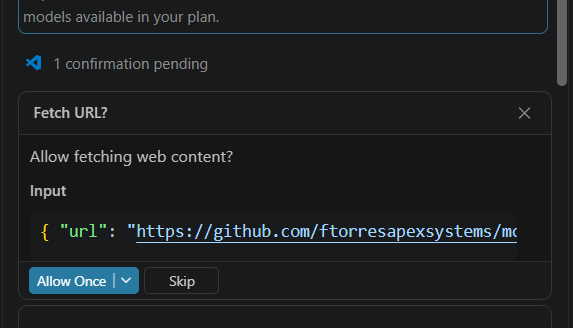 models available in your plan.
1 confirmation pending
Fetch URL?
Allow fetching web content?
Input
{ "url": "https://github.com/ftorresapexsystems/mc
Allow Once
Skip